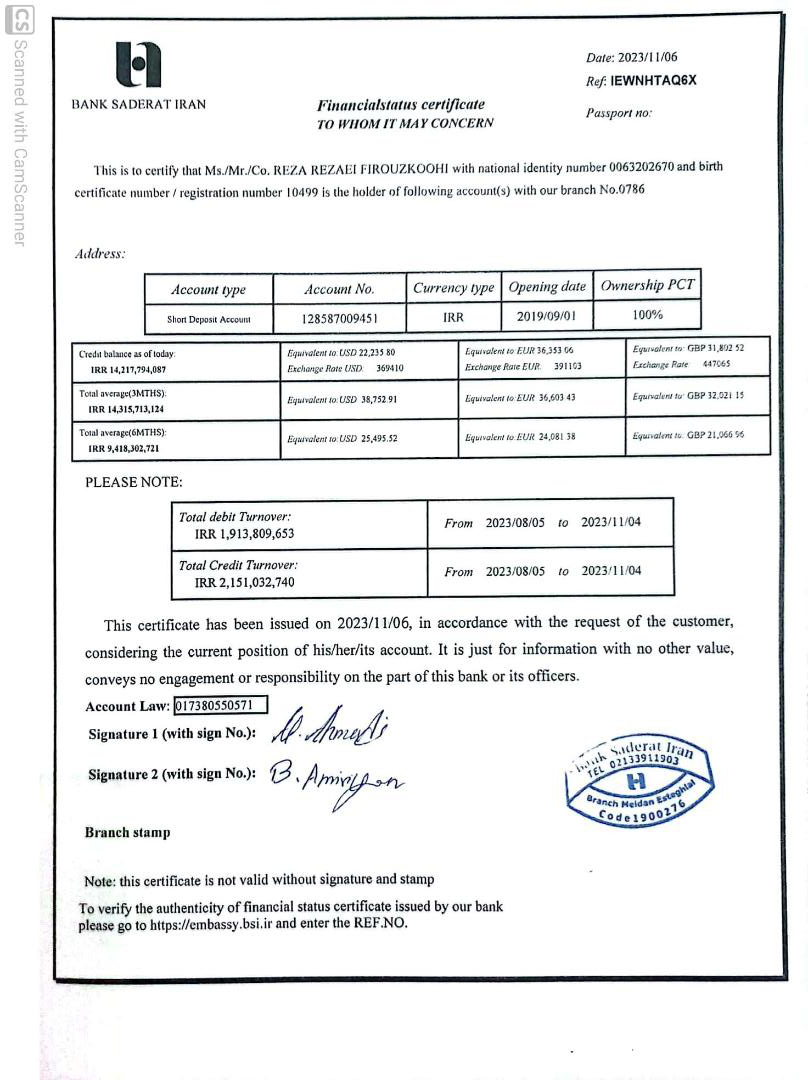 CS Scanned with CamScanner
BANK SADERAT IRAN
Date: 2023/11/06
Ref: IEWNHTAQ6X
Passport no:
Financialstatus certificate
TO WHOM IT MAY CONCERN
This is to certify that Ms./Mr./Co. REZA REZAEI FIROUZKOOHI with national identity number 0063202670 and birth
certificate number / registration number 10499 is the holder of following account(s) with our branch No.0786
Address:
Account type Account No. Currency type Opening date Ownership PCT
Short Deposit Account 128587009451 IRR 2019/09/01 100%
Credit balance as of today: Equivalent to: USD 22,235 80 Equivalent to: EUR 36,353 06 Equivalent to: GBP 31,802 52
IRR 14,217,794,087 Exchange Rate USD: 369410 Exchange Rate EUR: 391103 Exchange Rate 447065
Total average(3MTHS): Equivalent to: USD 38,752.91 Equivalent to: EUR 36,603 43 Equivalent to: GBP 32,021 15
IRR 14,315,713,124
Total average(6MTHS): Equivalent to: USD 25,495.52 Equivalent to: EUR 24,081 38 Equivalent to: GBP 21,066 96
IRR 9,418,302,721
PLEASE NOTE:
Total debit Turnover:
IRR 1,913,809,653 From 2023/08/05 to 2023/11/04
Total Credit Turnover:
IRR 2,151,032,740 From 2023/08/05 to 2023/11/04
This certificate has been issued on 2023/11/06, in accordance with the request of the customer,
considering the current position of his/her/its account. It is just for information with no other value,
conveys no engagement or responsibility on the part of this bank or its officers.
Account Law: 017380550571
Signature 1 (with sign No.):
Signature 2 (with sign No.):
Bank Saderat Iran
TEL 02133911903
Branch Meidan Esteghlal
Code1900276
Branch stamp
Note: this certificate is not valid without signature and stamp
To verify the authenticity of financial status certificate issued by our bank
please go to https://embassy.bsi.ir and enter the REF.NO.